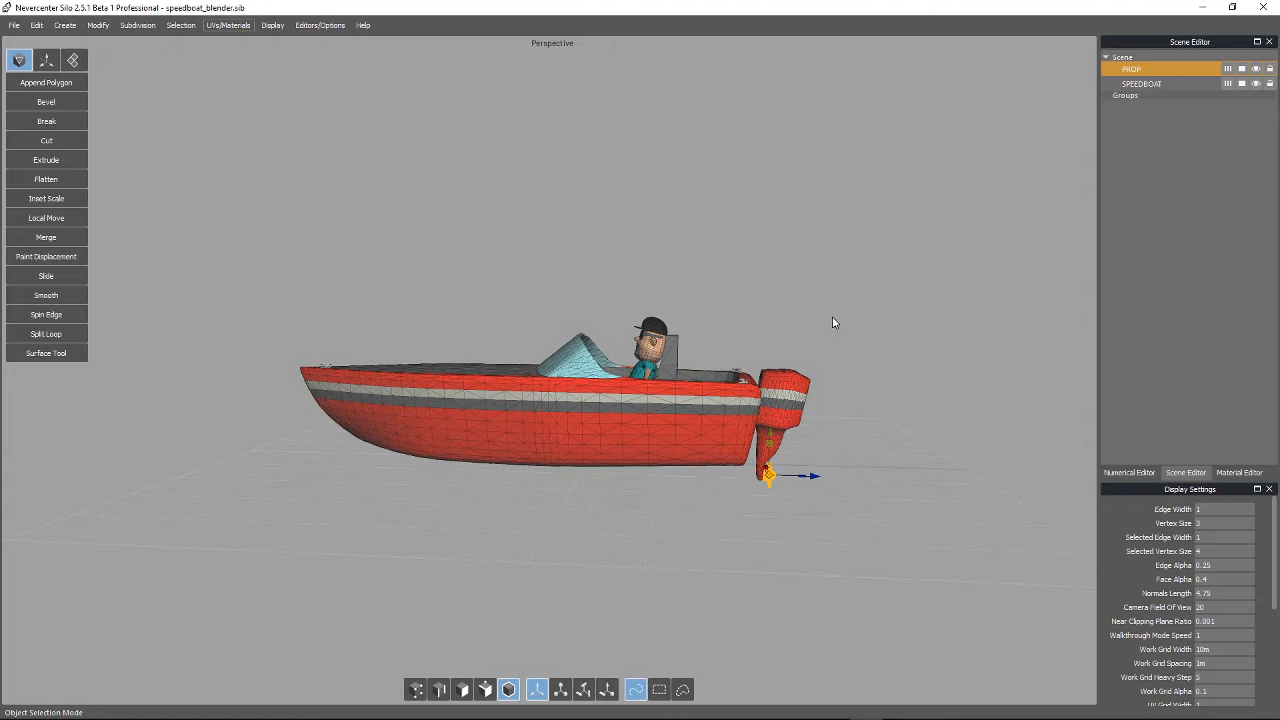 Nevercenter Silo 2.5.1 Beta 1 Professional - speedboat_blender.sib
File Edit Create Modify Subdivision Selection UVs/Materials Display Editors/Options Help
Perspective
Append Polygon
Bevel
Break
Cut
Extrude
Flatten
Inset Scale
Local Move
Merge
Paint Displacement
Slide
Smooth
Spin Edge
Split Loop
Surface Tool
Scene Editor
Scene
PROP
SPEEDBOAT
Groups
Numerical Editor Scene Editor Material Editor
Display Settings
Edge Width 1
Vertex Size 3
Selected Edge Width 1
Selected Vertex Size 4
Edge Alpha 0.25
Face Alpha 0.4
Normals Length 4.75
Camera Field Of View 20
Near Clipping Plane Ratio 0.001
Walkthrough Mode Speed 1
Work Grid Width 10m
Work Grid Spacing 1m
Work Grid Heavy Step 5
Work Grid Alpha 0.1
UV Grid Width 1
Object Selection Mode